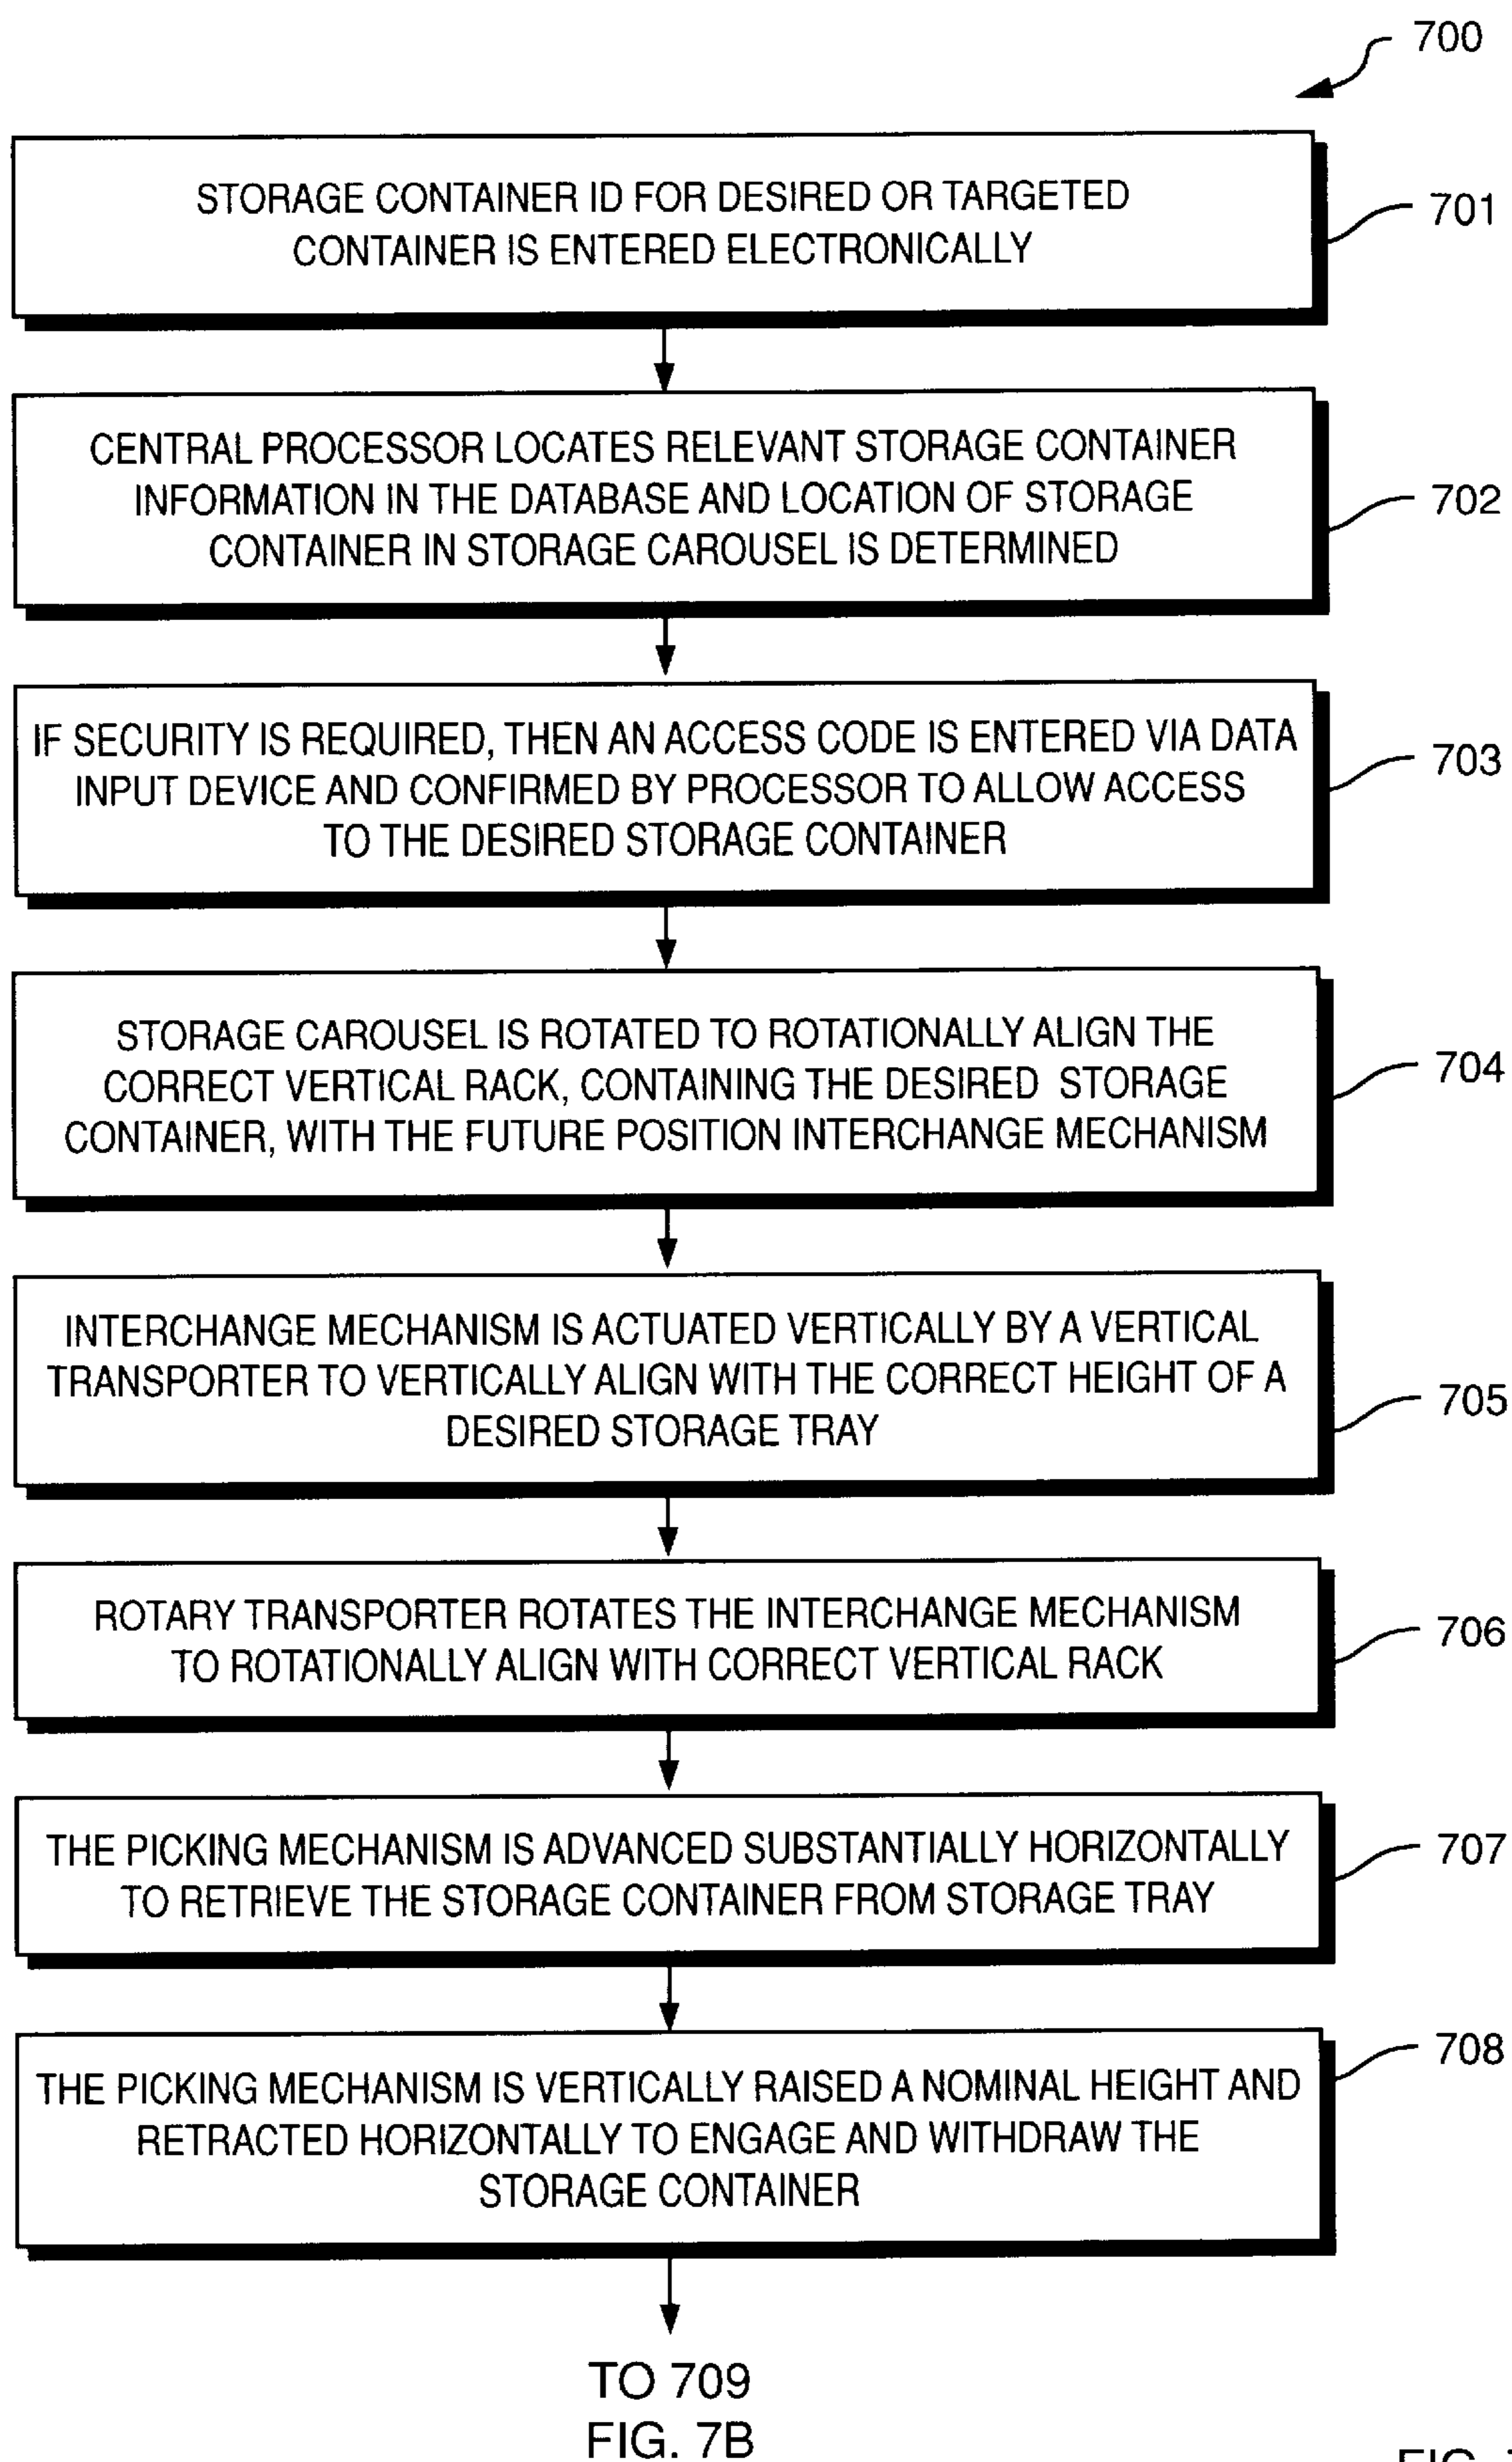 700
STORAGE CONTAINER ID FOR DESIRED OR TARGETED
CONTAINER IS ENTERED ELECTRONICALLY
701
CENTRAL PROCESSOR LOCATES RELEVANT STORAGE CONTAINER
INFORMATION IN THE DATABASE AND LOCATION OF STORAGE
CONTAINER IN STORAGE CAROUSEL IS DETERMINED
702
IF SECURITY IS REQUIRED, THEN AN ACCESS CODE IS ENTERED VIA DATA
INPUT DEVICE AND CONFIRMED BY PROCESSOR TO ALLOW ACCESS
TO THE DESIRED STORAGE CONTAINER
703
STORAGE CAROUSEL IS ROTATED TO ROTATIONALLY ALIGN THE
CORRECT VERTICAL RACK, CONTAINING THE DESIRED STORAGE
CONTAINER, WITH THE FUTURE POSITION INTERCHANGE MECHANISM
704
INTERCHANGE MECHANISM IS ACTUATED VERTICALLY BY A VERTICAL
TRANSPORTER TO VERTICALLY ALIGN WITH THE CORRECT HEIGHT OF A
DESIRED STORAGE TRAY
705
ROTARY TRANSPORTER ROTATES THE INTERCHANGE MECHANISM
TO ROTATIONALLY ALIGN WITH CORRECT VERTICAL RACK
706
THE PICKING MECHANISM IS ADVANCED SUBSTANTIALLY HORIZONTALLY
TO RETRIEVE THE STORAGE CONTAINER FROM STORAGE TRAY
707
THE PICKING MECHANISM IS VERTICALLY RAISED A NOMINAL HEIGHT AND
RETRACTED HORIZONTALLY TO ENGAGE AND WITHDRAW THE
STORAGE CONTAINER
708
TO 709
FIG. 7B